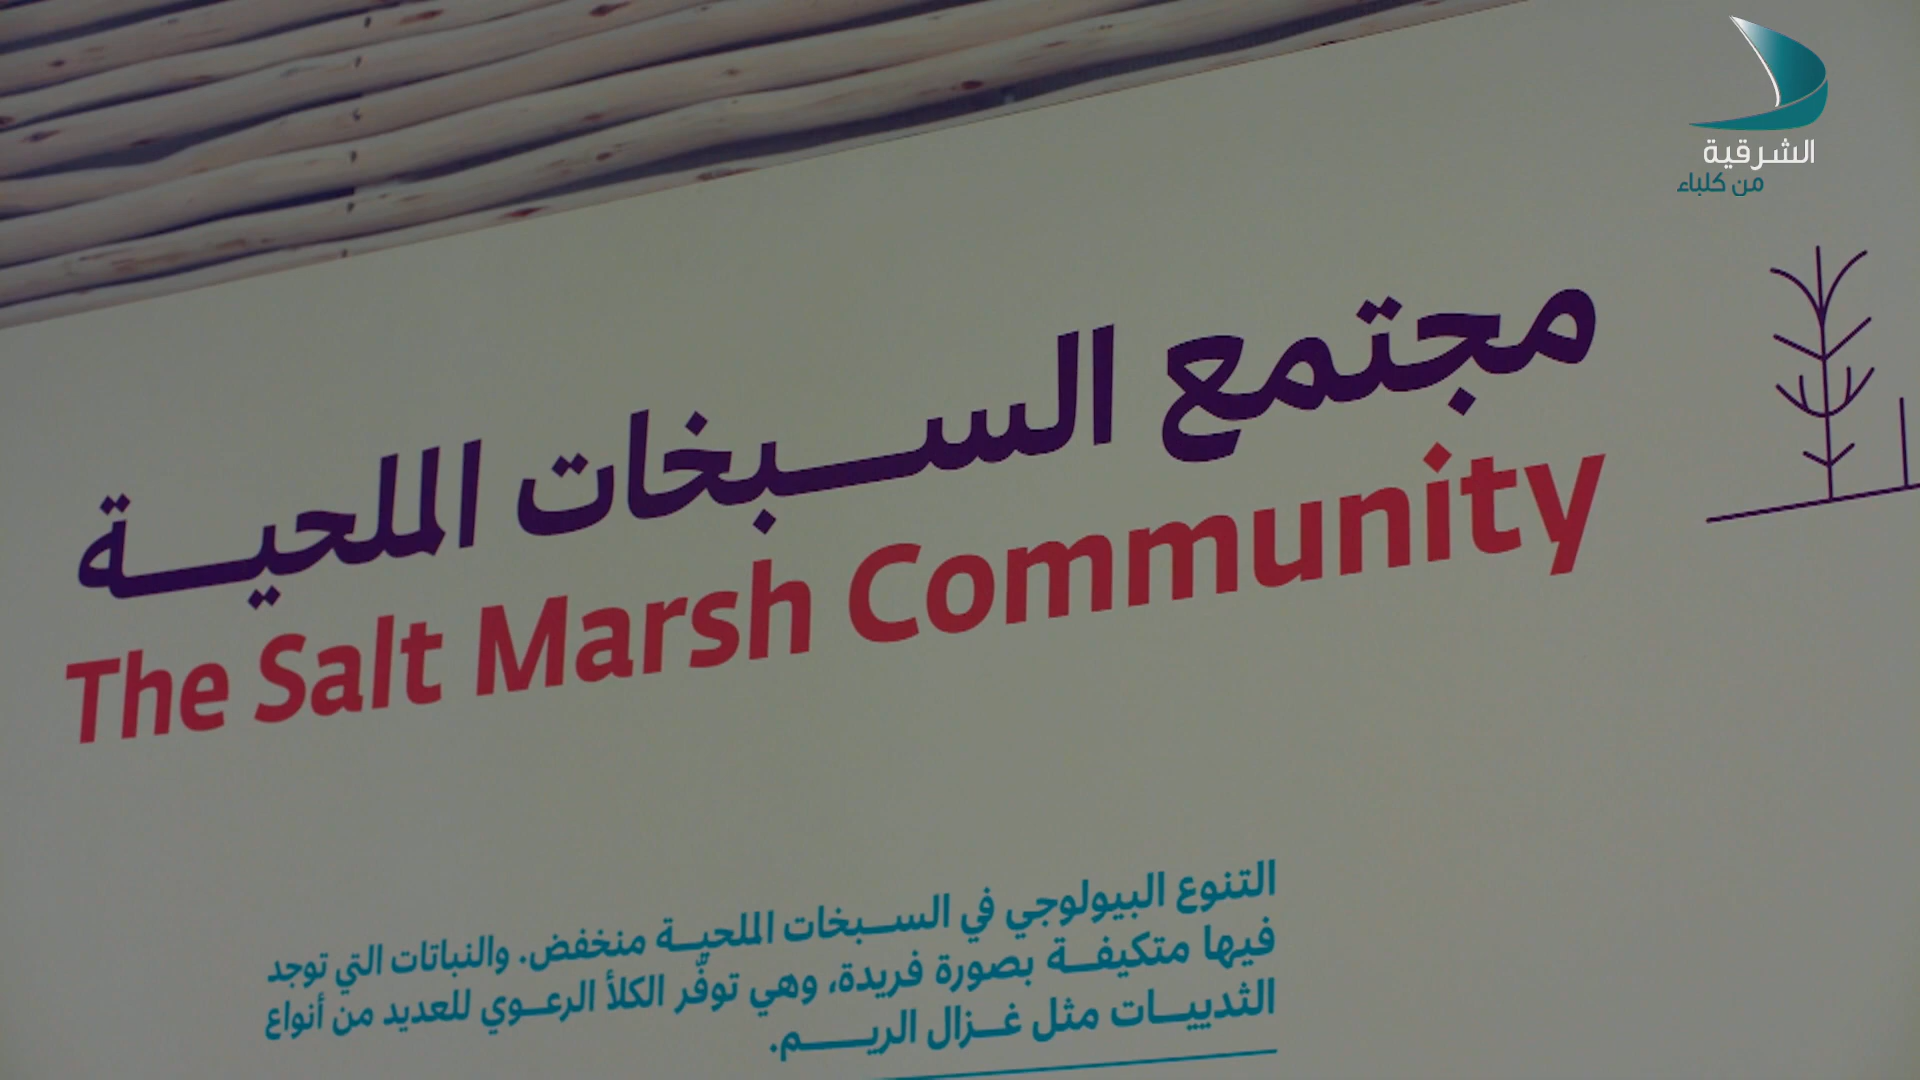 الشرقية
من كلباء
مجتمع السبخات الملحية
The Salt Marsh Community
التنوع البيولوجي في السبخات الملحية منخفض. والنباتات التي توجد
فيها متكيفة بصورة فريدة، وهي توفّر الكلأ الرعوي للعديد من أنواع
الثدييات مثل غزال الريم.